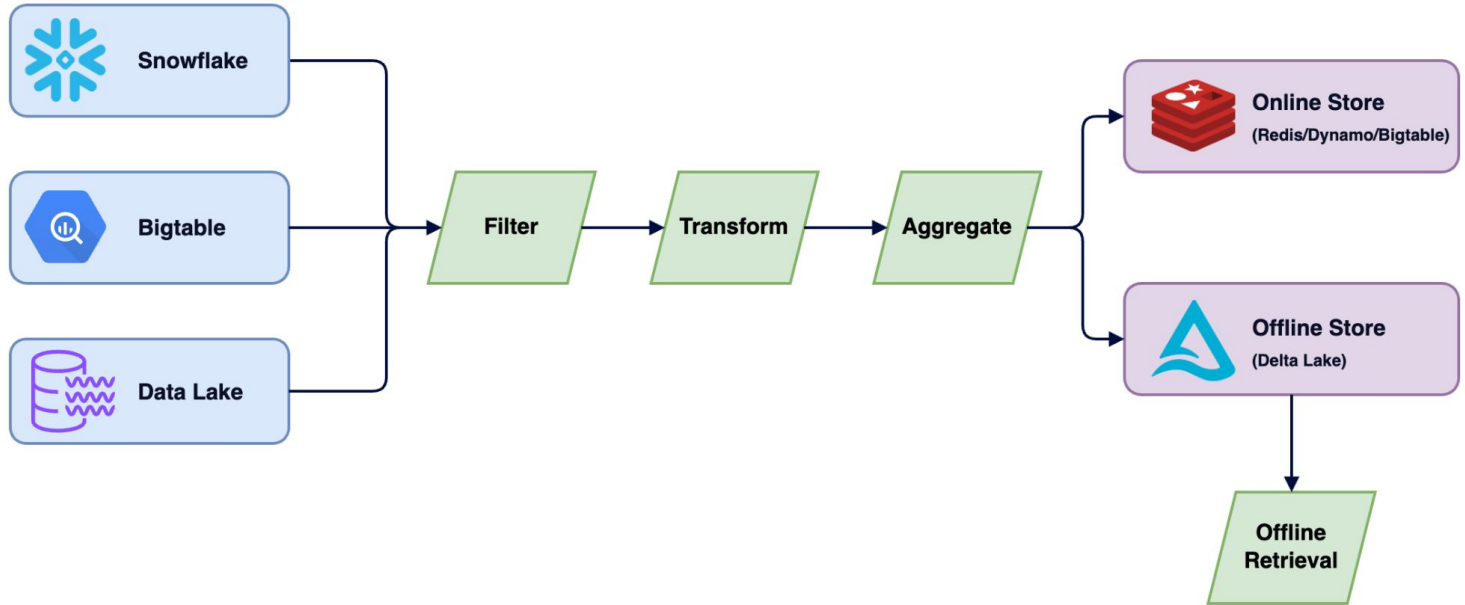 Snowflake
Bigtable
Data Lake
Filter
Transform
Aggregate
Online Store
(Redis/Dynamo/Bigtable)
Offline Store
(Delta Lake)
Offline
Retrieval